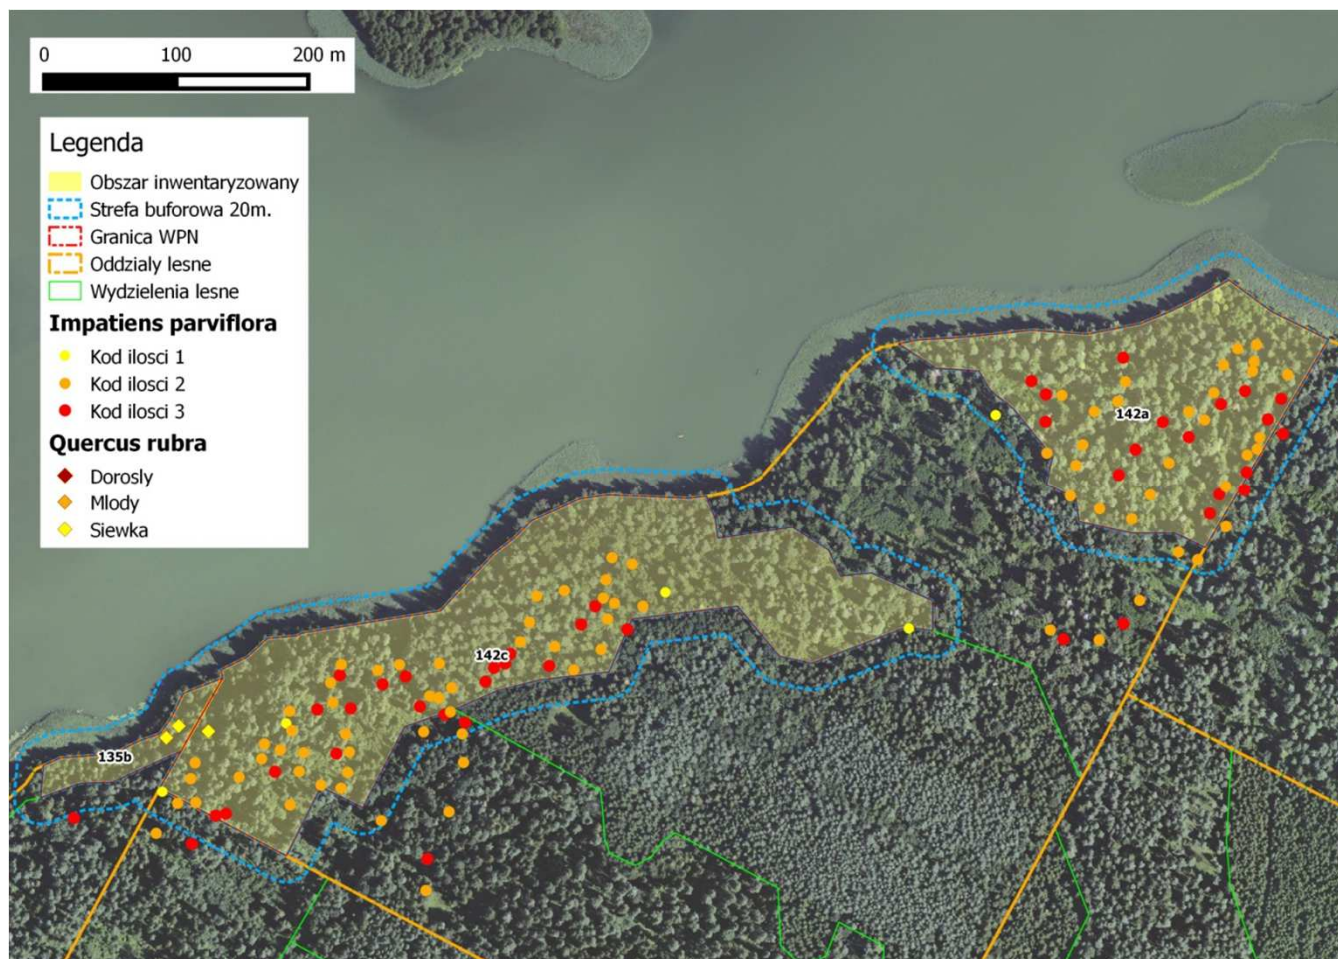 0 100 200 m
Legenda
Obszar inwentaryzowany
Strefa buforowa 20m.
Granica WPN
Oddzialy lesne
Wydzielenia lesne
Impatiens parviflora
Kod ilosci 1
Kod ilosci 2
Kod ilosci 3
Quercus rubra
Dorosly
Mlody
Siewka
142a
142c
135b